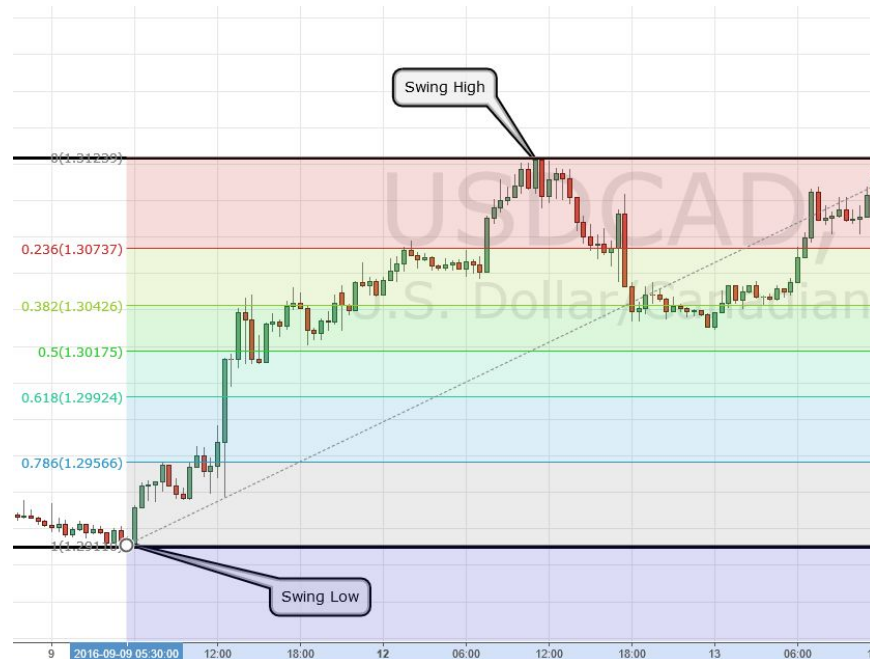 Swing High
0(1.31239)
USDCAD,
0.236(1.30737)
0.382(1.30426)
U.S. Dollar/Canadian
0.5(1.30175)
0.618(1.29924)
0.786(1.29566)
Swing Low
9 2016-09-09 05:30:00 12:00 18:00 12 06:00 12:00 18:00 13 06:00